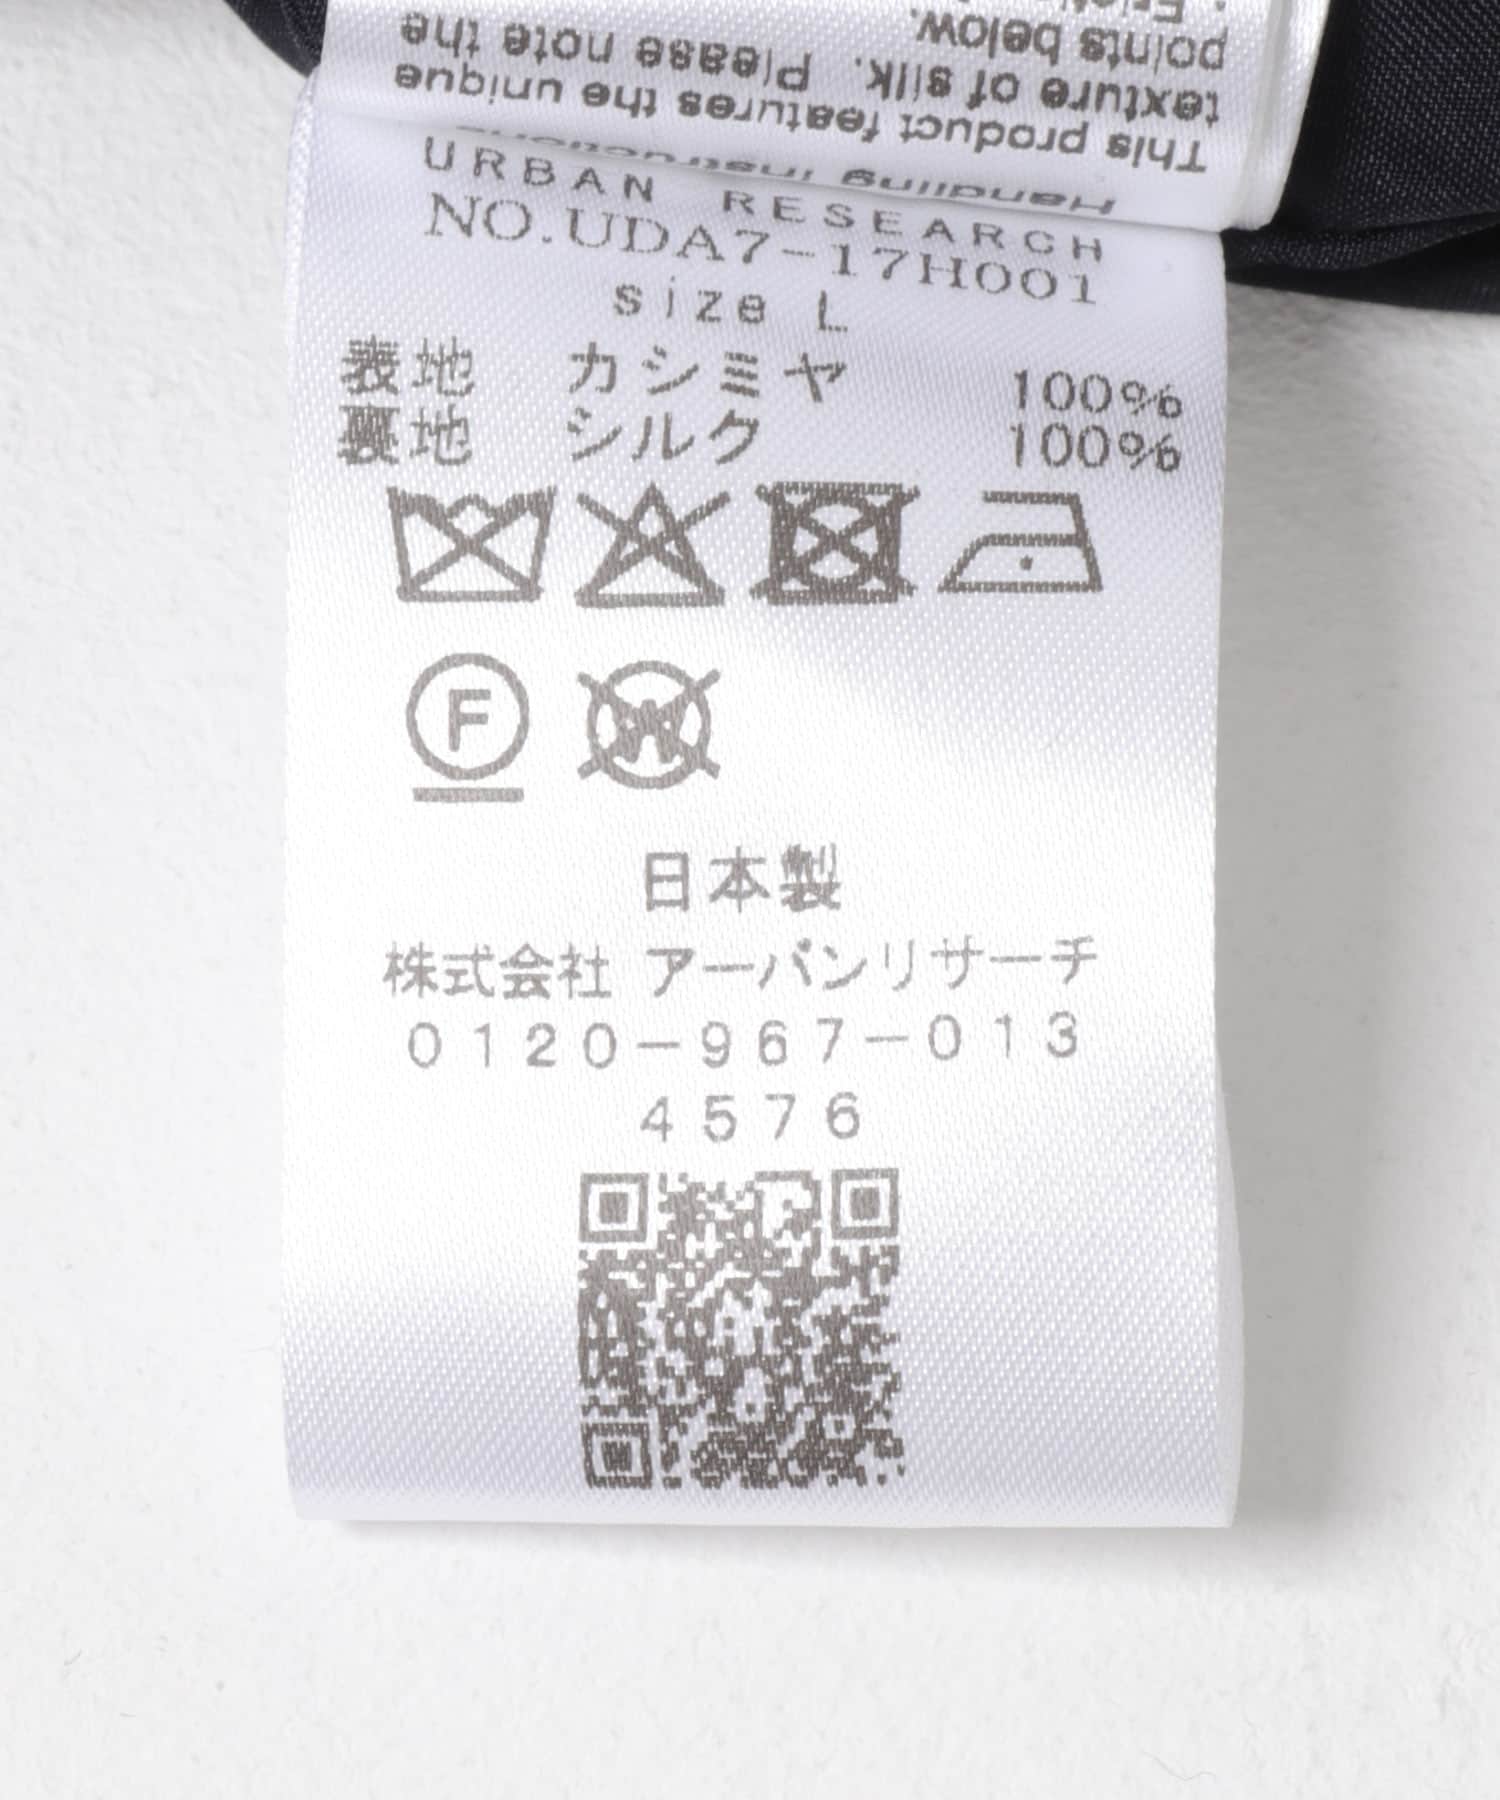 points below.
texture of silk. Please note the
This product features the unique
Handling instructions
URBAN RESEARCH
NO.UDA7-17H001
size L
表地 カシミヤ 100%
裏地 シルク 100%
F
W
日本製
株式会社 アーバンリサーチ
0120-967-013
4576